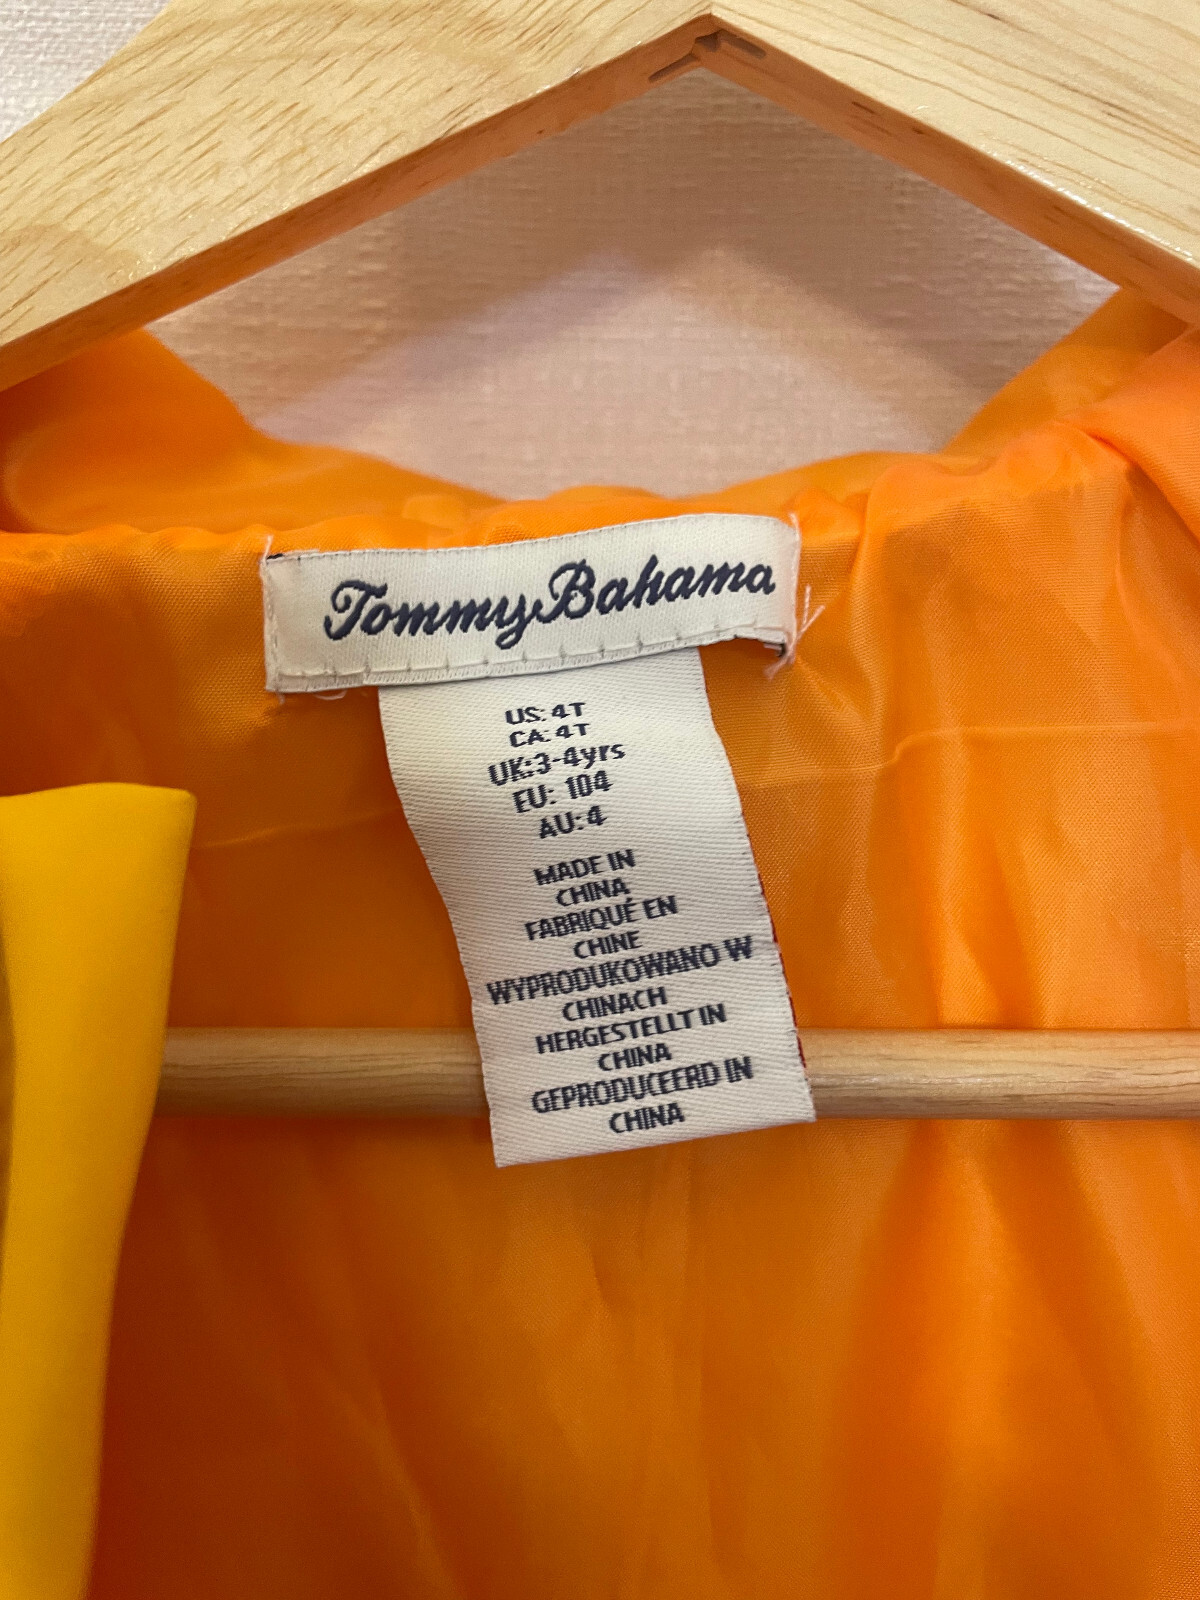 Tommy Bahama
US: 4T
CA: 4T
UK:3-4yrs
EU: 104
AU: 4
MADE IN
CHINA
FABRIQUÉ EN
CHINE
WYPRODUKOWANO W
CHINACH
HERGESTELLT IN
CHINA
GEPRODUCEERD IN
CHINA